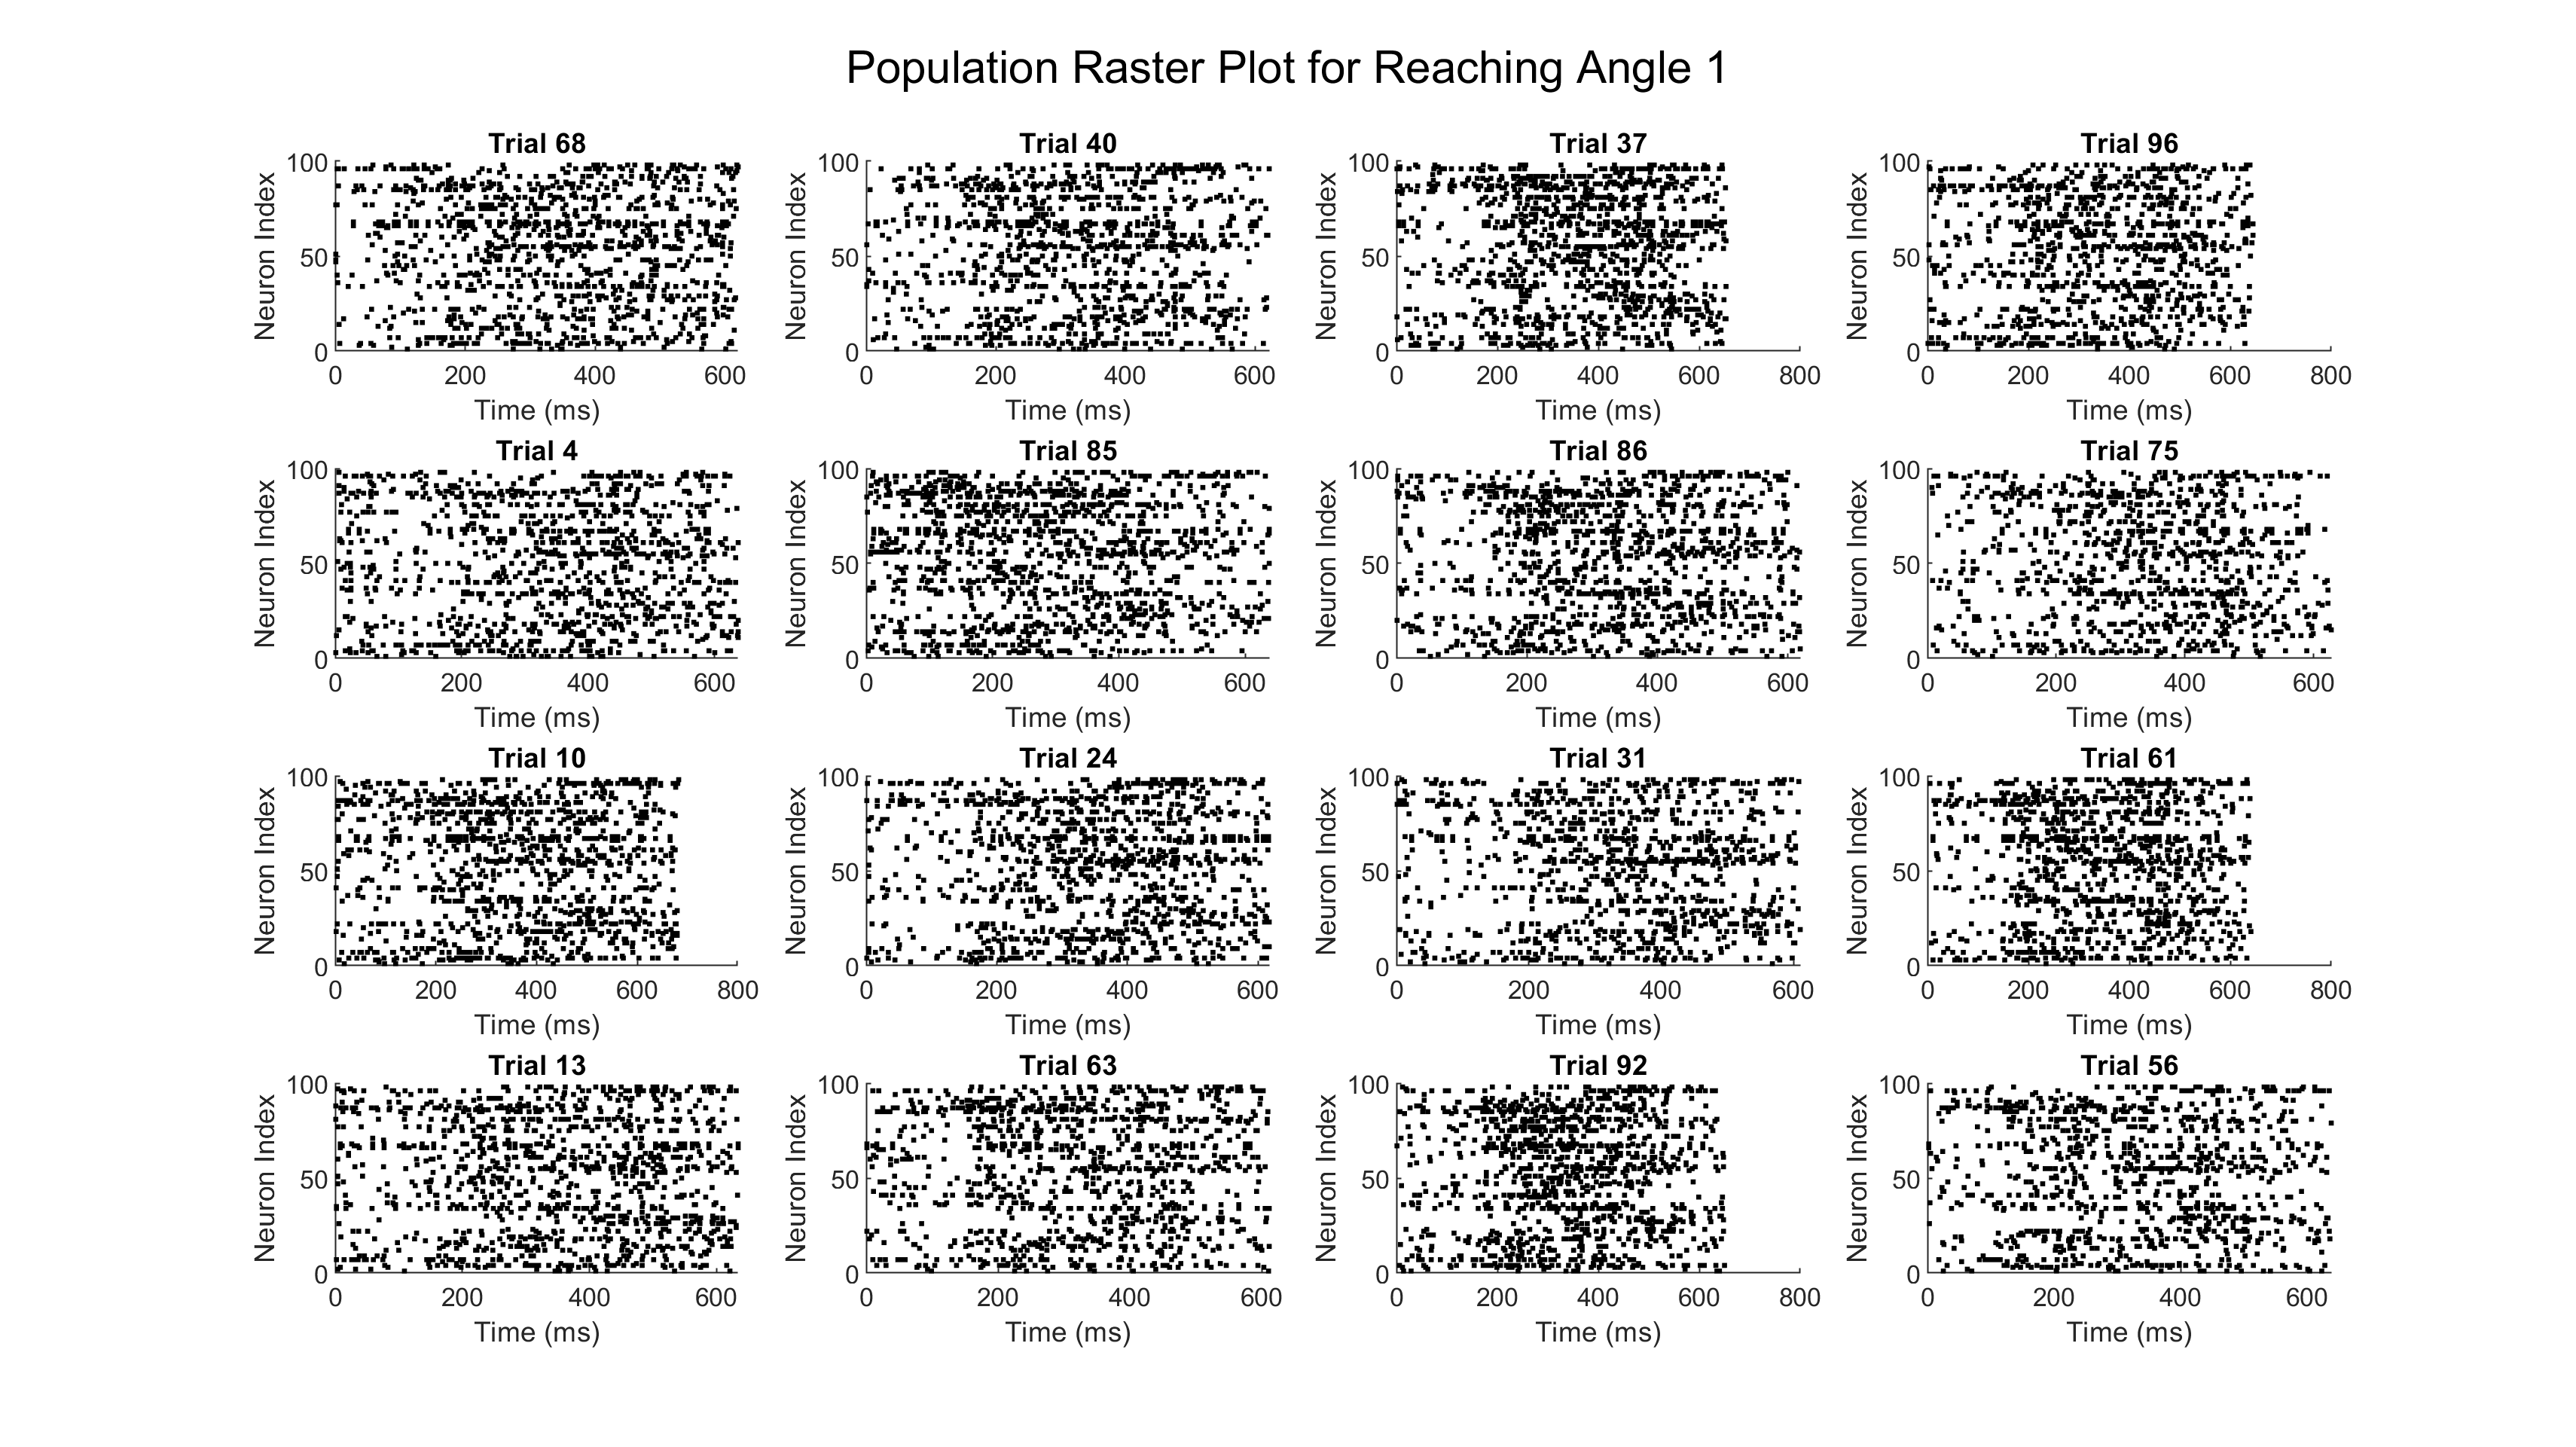 Population Raster Plot for Reaching Angle 1
Trial 68 Trial 40 Trial 37 Trial 96
100 100 100 100
Neuron Index Neuron Index Neuron Index Neuron Index
50 50 50 50
0 0 0 0
0 200 400 600 0 200 400 600 0 200 400 600 800 0 200 400 600 800
Time (ms) Time (ms) Time (ms) Time (ms)
Trial 4 Trial 85 Trial 86 Trial 75
100 100 100 100
Neuron Index Neuron Index Neuron Index Neuron Index
50 50 50 50
0 0 0 0
0 200 400 600 0 200 400 600 0 200 400 600 0 200 400 600
Time (ms) Time (ms) Time (ms) Time (ms)
Trial 10 Trial 24 Trial 31 Trial 61
100 100 100 100
Neuron Index Neuron Index Neuron Index Neuron Index
50 50 50 50
0 0 0 0
0 200 400 600 800 0 200 400 600 0 200 400 600 0 200 400 600 800
Time (ms) Time (ms) Time (ms) Time (ms)
Trial 13 Trial 63 Trial 92 Trial 56
100 100 100 100
Neuron Index Neuron Index Neuron Index Neuron Index
50 50 50 50
0 0 0 0
0 200 400 600 0 200 400 600 0 200 400 600 800 0 200 400 600
Time (ms) Time (ms) Time (ms) Time (ms)